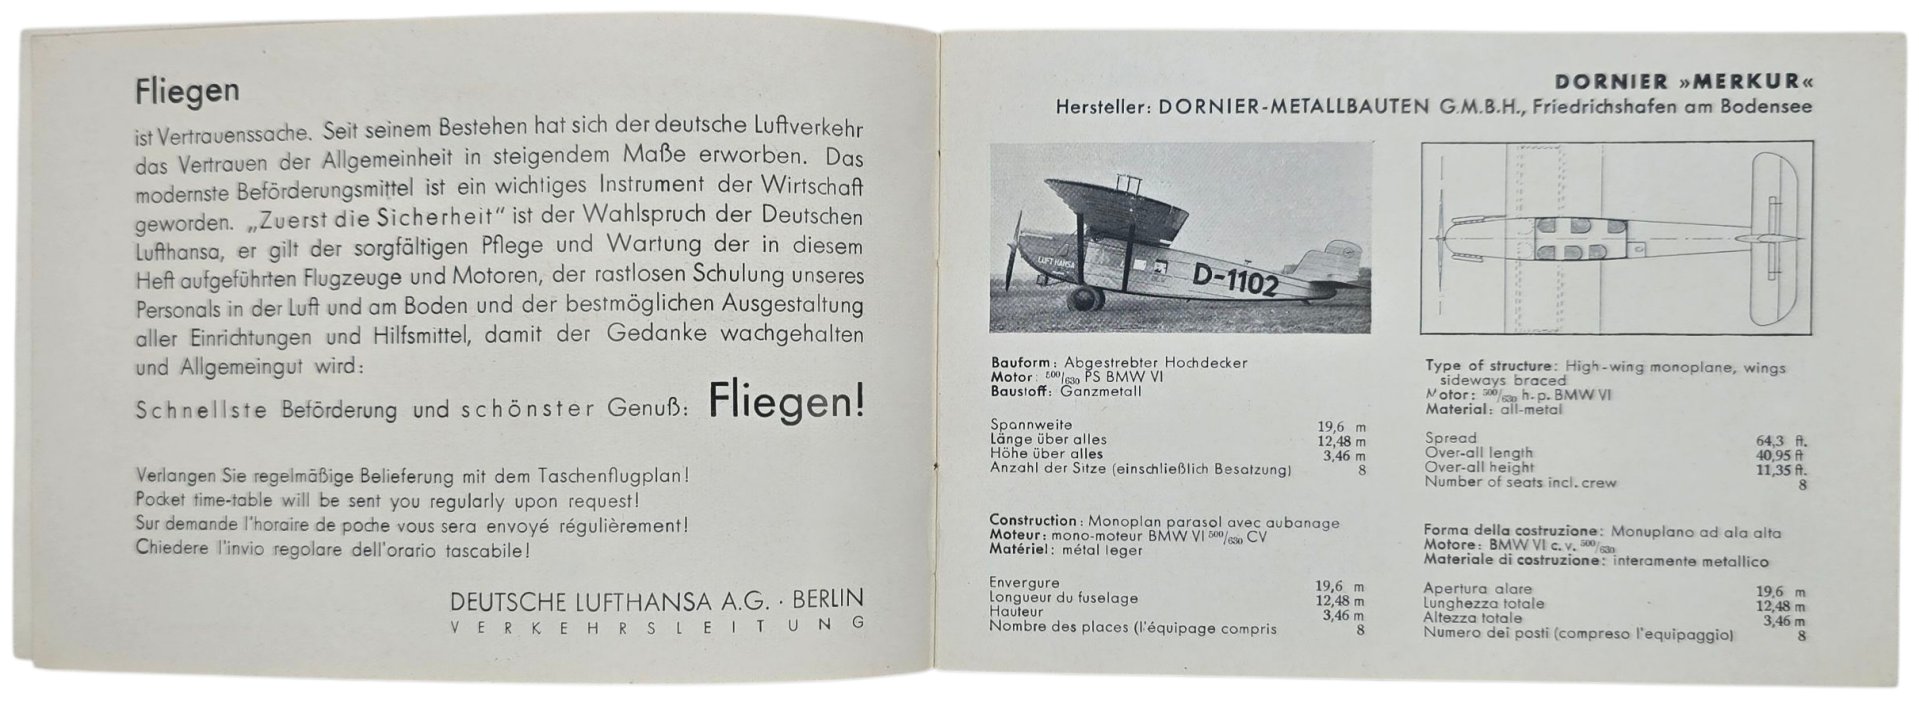 Fliegen
ist Vertrauenssache. Seit seinem Bestehen hat sich der deutsche Luftverkehr
das Vertrauen der Allgemeinheit in steigendem Maße erworben. Das
modernste Beförderungsmittel ist ein wichtiges Instrument der Wirtschaft
geworden. „Zuerst die Sicherheit" ist der Wahlspruch der Deutschen
Lufthansa, er gilt der sorgfältigen Pflege und Wartung der in diesem
Heft aufgeführten Flugzeuge und Motoren, der rastlosen Schulung unseres
Personals in der Luft und am Boden und der bestmöglichen Ausgestaltung
aller Einrichtungen und Hilfsmittel, damit der Gedanke wachgehalten
und Allgemeingut wird:
Schnellste Beförderung und schönster Genuß: Fliegen!
Verlangen Sie regelmäßige Belieferung mit dem Taschenflugplan!
Pocket time-table will be sent you regularly upon request!
Sur demande l'horaire de poche vous sera envoyé régulièrement!
Chiedere l'invio regolare dell'orario tascabile!
DEUTSCHE LUFTHANSA A.G. · BERLIN
VERKEHRSLEITUNG
DORNIER »MERKUR«
Hersteller: DORNIER-METALLBAUTEN G.M.B.H., Friedrichshafen am Bodensee
LUFT HANSA
D-1102
Bauform: Abgestrebter Hochdecker
Motor: 500/630 PS BMW VI
Baustoff: Ganzmetall
Spannweite 19,6 m
Länge über alles 12,48 m
Höhe über alles 3,46 m
Anzahl der Sitze (einschließlich Besatzung) 8
Type of structure: High-wing monoplane, wings
sideways braced
Motor: 500/630 h.p. BMW VI
Material: all-metal
Spread 64,3 ft.
Over-all length 40,95 ft.
Over-all height 11,35 ft.
Number of seats incl. crew 8
Construction: Monoplan parasol avec aubanage
Moteur: mono-moteur BMW VI 500/630 CV
Matériel: métal leger
Envergure 19,6 m
Longueur du fuselage 12,48 m
Hauteur 3,46 m
Nombre des places (l'équipage compris 8
Forma della costruzione: Monuplano ad ala alta
Motore: BMW VI c.v. 500/630
Materiale di costruzione: interamente metallico
Apertura alare 19,6 m
Lunghezza totale 12,48 m
Altezza totale 3,46 m
Numero dei posti (compreso l'equipaggio) 8